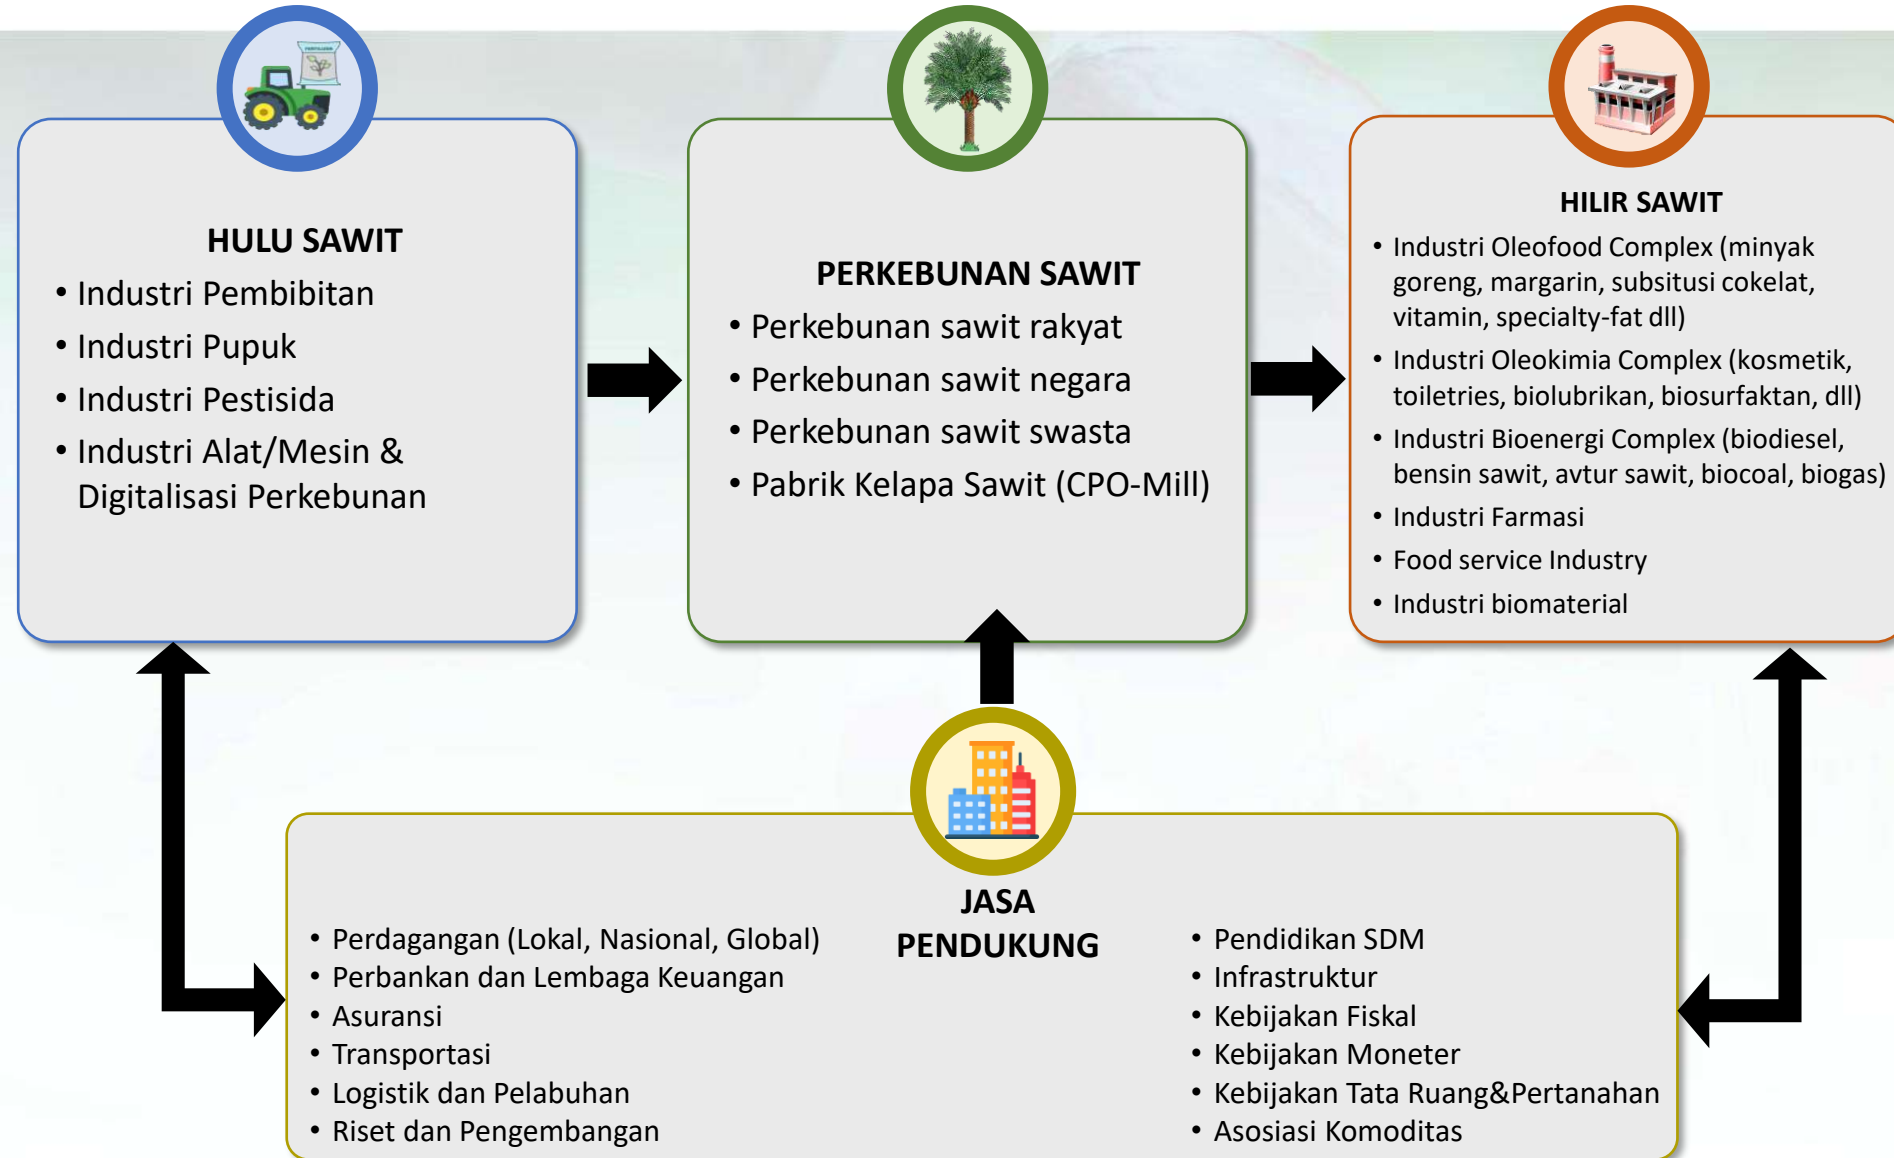 HULU SAWIT
• Industri Pembibitan
• Industri Pupuk
• Industri Pestisida
• Industri Alat/Mesin &
Digitalisasi Perkebunan
PERKEBUNAN SAWIT
• Perkebunan sawit rakyat
• Perkebunan sawit negara
• Perkebunan sawit swasta
• Pabrik Kelapa Sawit (CPO-Mill)
HILIR SAWIT
• Industri Oleofood Complex (minyak
goreng, margarin, subsitusi cokelat,
vitamin, specialty-fat dll)
• Industri Oleokimia Complex (kosmetik,
toiletries, biolubrikan, biosurfaktan, dll)
• Industri Bioenergi Complex (biodiesel,
bensin sawit, avtur sawit, biocoal, biogas)
• Industri Farmasi
• Food service Industry
• Industri biomaterial
JASA
PENDUKUNG
• Perdagangan (Lokal, Nasional, Global)
• Perbankan dan Lembaga Keuangan
• Asuransi
• Transportasi
• Logistik dan Pelabuhan
• Riset dan Pengembangan
• Pendidikan SDM
• Infrastruktur
• Kebijakan Fiskal
• Kebijakan Moneter
• Kebijakan Tata Ruang&Pertanahan
• Asosiasi Komoditas